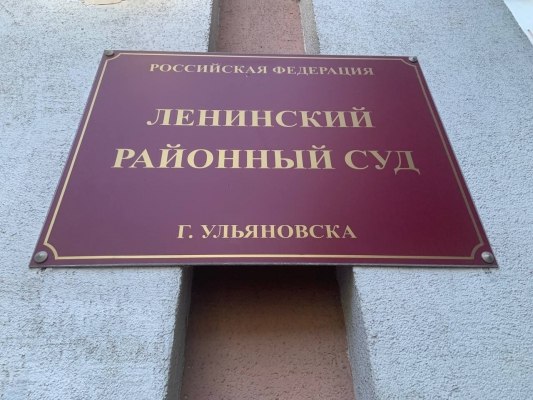 РОССИЙСКАЯ ФЕДЕРАЦИЯ
ЛЕНИНСКИЙ
РАЙОННЫЙ СУД
Г. УЛЬЯНОВСКА